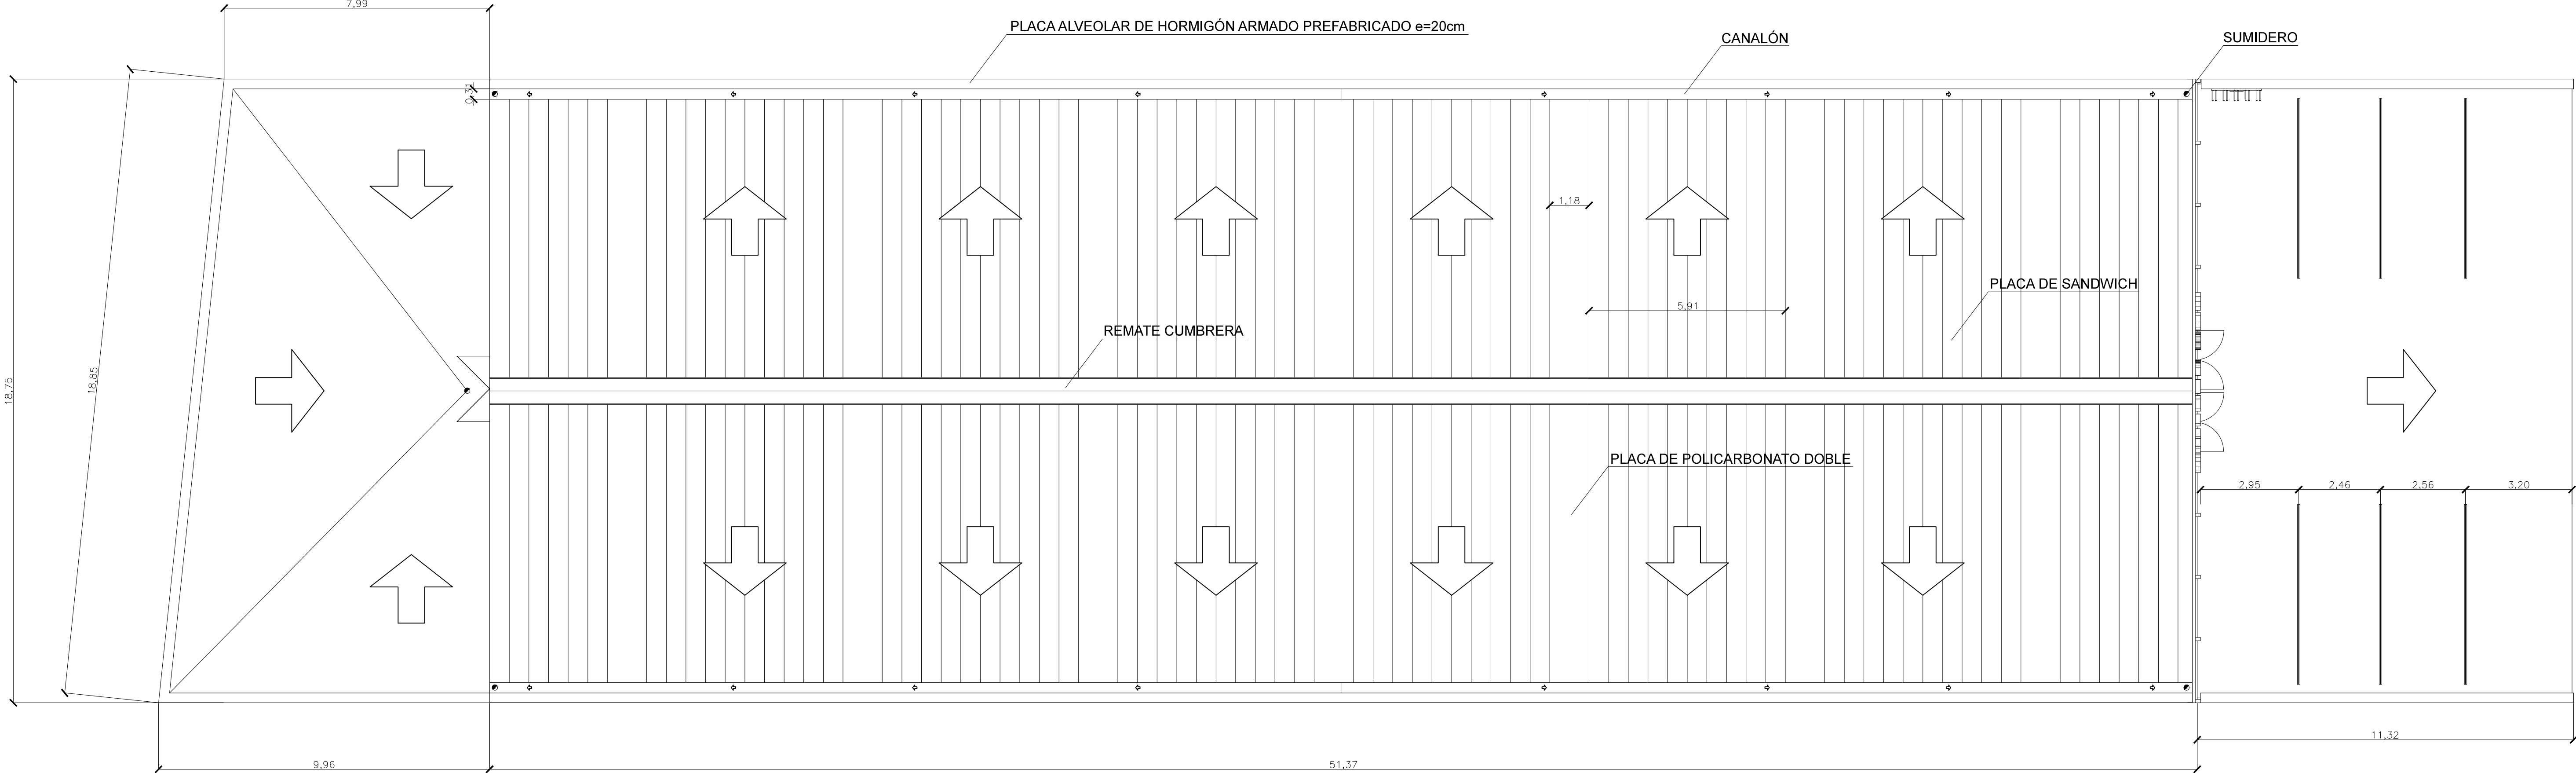 7,99
PLACA ALVEOLAR DE HORMIGÓN ARMADO PREFABRICADO e=20cm
CANALÓN
SUMIDERO
0,31
1,18
PLACA DE SANDWICH
5,91
REMATE CUMBRERA
18,75
18,85
PLACA DE POLICARBONATO DOBLE
2,95
2,46
2,56
3,20
11,32
9,96
51,37